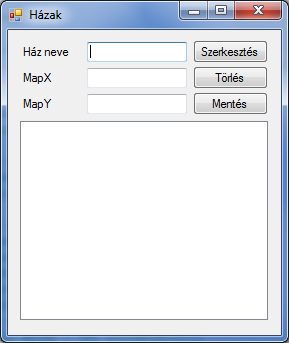 Házak
Ház neve Szerkesztés
MapX Törlés
MapY Mentés